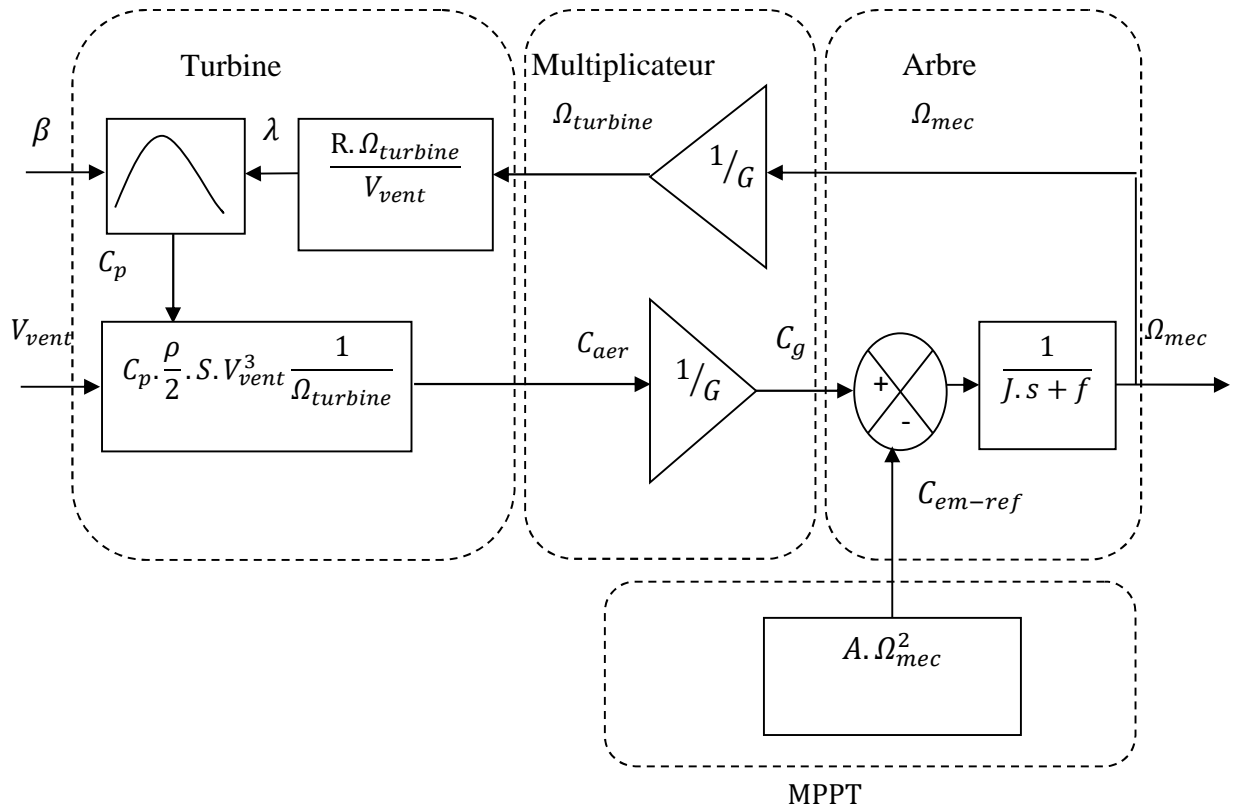 Turbine
Multiplicateur
Arbre
β
λ
R. Ω_turbine / V_vent
Ω_turbine
1/G
Ω_mec
C_p
V_vent
C_p. ρ/2 . S. V_vent^3 1/Ω_turbine
C_aer
1/G
C_g
+
-
1 / J. s + f
Ω_mec
C_em−ref
A. Ω_mec^2
MPPT